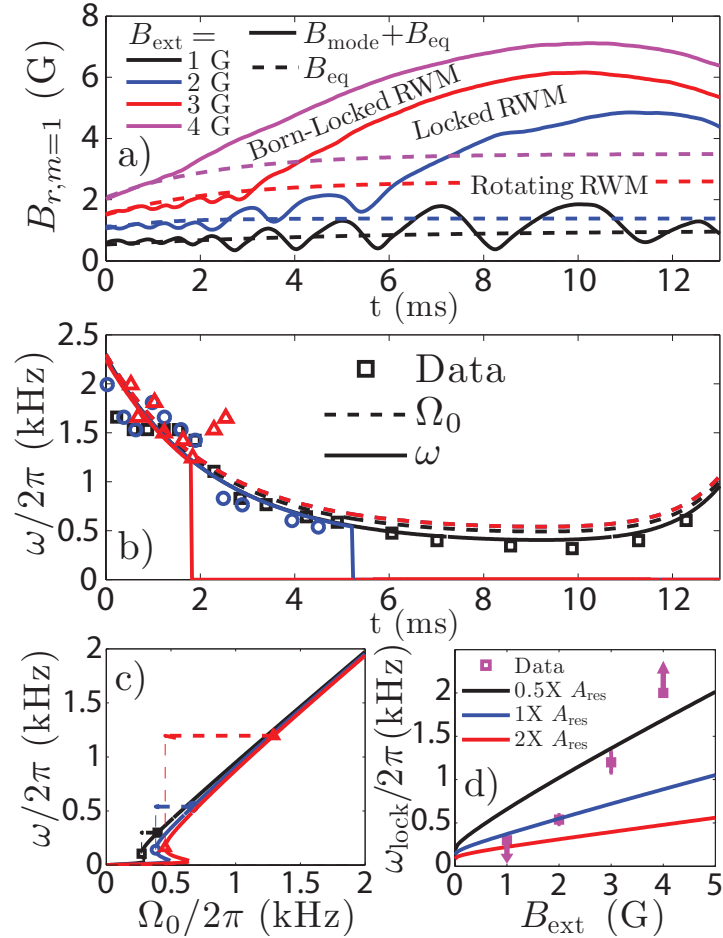 B_ext =
1 G
2 G
3 G
4 G
B_mode+B_eq
B_eq
Born-Locked RWM
Locked RWM
Rotating RWM
a)
B_r,m=1 (G)
8
6
4
2
0
0 2 4 6 8 10 12
t (ms)
Data
Ω_0
ω
b)
ω/2π (kHz)
2.5
2
1.5
1
0.5
0
0 2 4 6 8 10 12
t (ms)
c)
ω/2π (kHz)
2
1.5
1
0.5
0
0 0.5 1 1.5 2
Ω_0/2π (kHz)
Data
0.5X A_res
1X A_res
2X A_res
d)
ω_lock/2π (kHz)
2
1.5
1
0.5
0
0 1 2 3 4 5
B_ext (G)